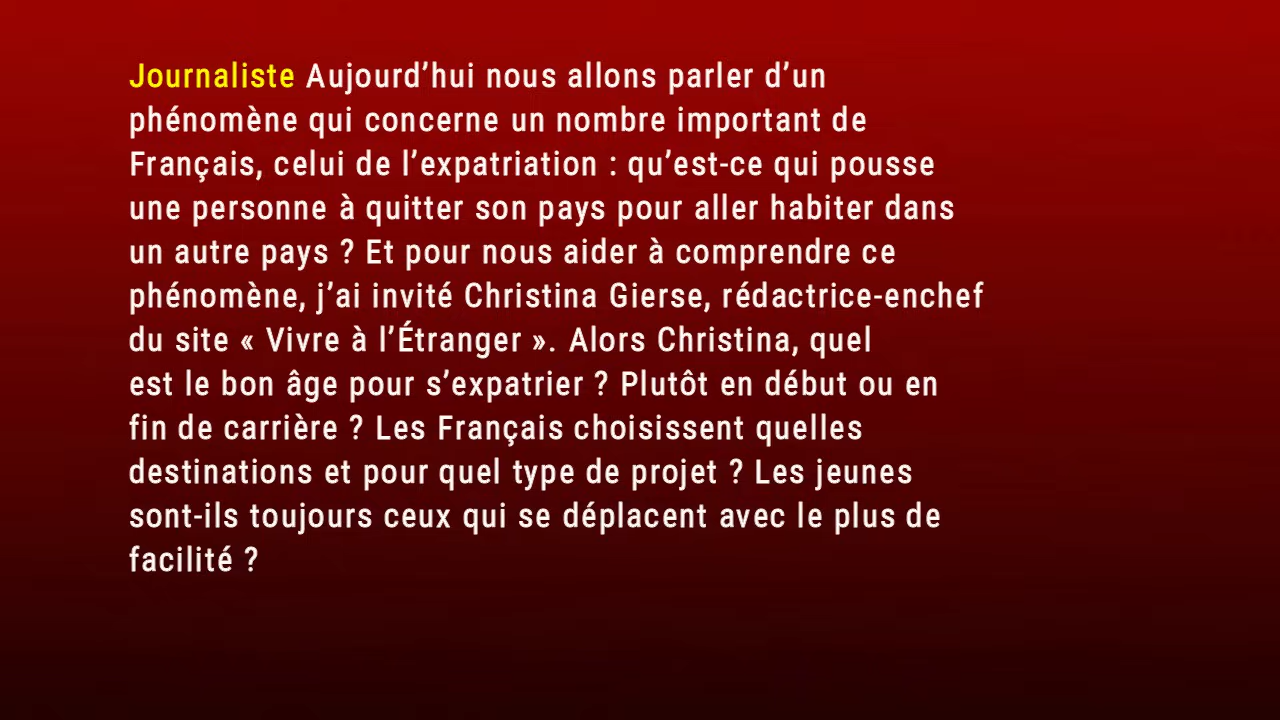 Journaliste Aujourd’hui nous allons parler d’un
phénomène qui concerne un nombre important de
Français, celui de l’expatriation : qu’est-ce qui pousse
une personne à quitter son pays pour aller habiter dans
un autre pays ? Et pour nous aider à comprendre ce
phénomène, j’ai invité Christina Gierse, rédactrice-enchef
du site « Vivre à l’Étranger ». Alors Christina, quel
est le bon âge pour s’expatrier ? Plutôt en début ou en
fin de carrière ? Les Français choisissent quelles
destinations et pour quel type de projet ? Les jeunes
sont-ils toujours ceux qui se déplacent avec le plus de
facilité ?